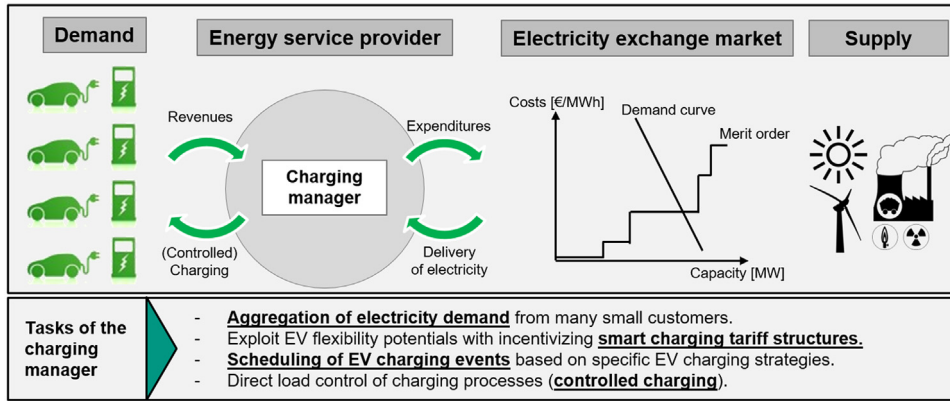 Demand
Energy service provider
Electricity exchange market
Supply
Revenues
Expenditures
Charging
manager
(Controlled)
Charging
Delivery
of electricity
Costs [€/MWh]
Demand curve
Merit order
Capacity [MW]
Tasks of the
charging
manager
- Aggregation of electricity demand from many small customers.
- Exploit EV flexibility potentials with incentivizing smart charging tariff structures.
- Scheduling of EV charging events based on specific EV charging strategies.
- Direct load control of charging processes (controlled charging).